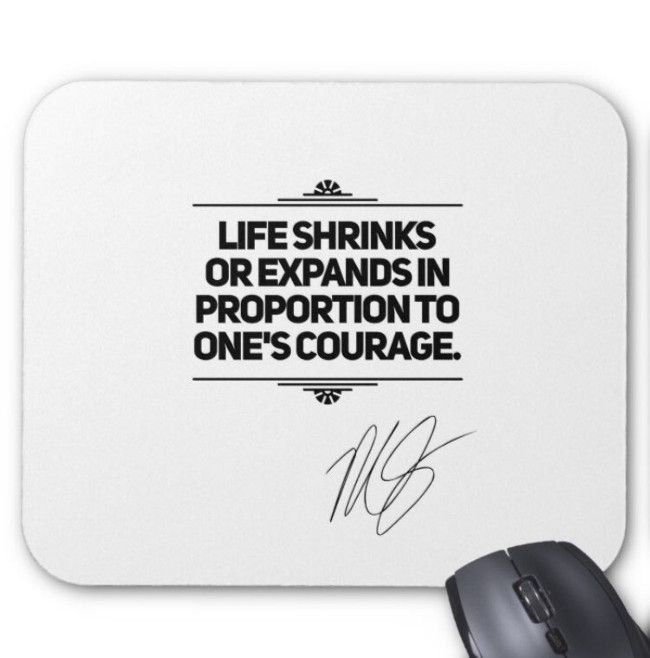 LIFE SHRINKS
OR EXPANDS IN
PROPORTION TO
ONE'S COURAGE.